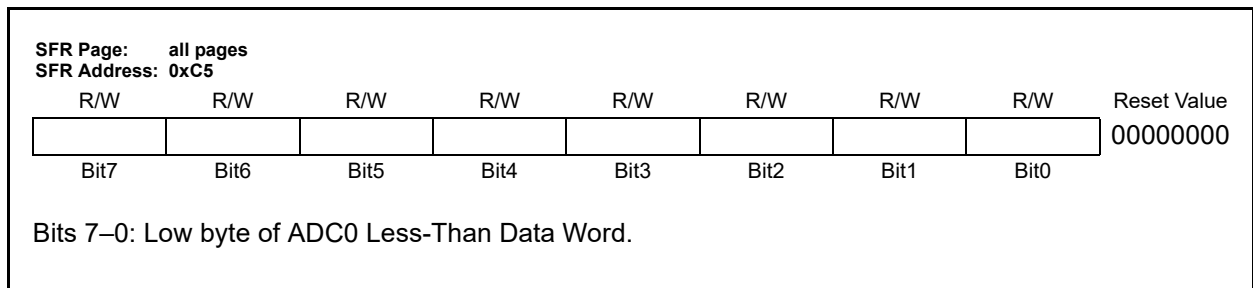 SFR Page: all pages
SFR Address: 0xC5
R/W R/W R/W R/W R/W R/W R/W R/W Reset Value
00000000
Bit7 Bit6 Bit5 Bit4 Bit3 Bit2 Bit1 Bit0
Bits 7–0: Low byte of ADC0 Less-Than Data Word.